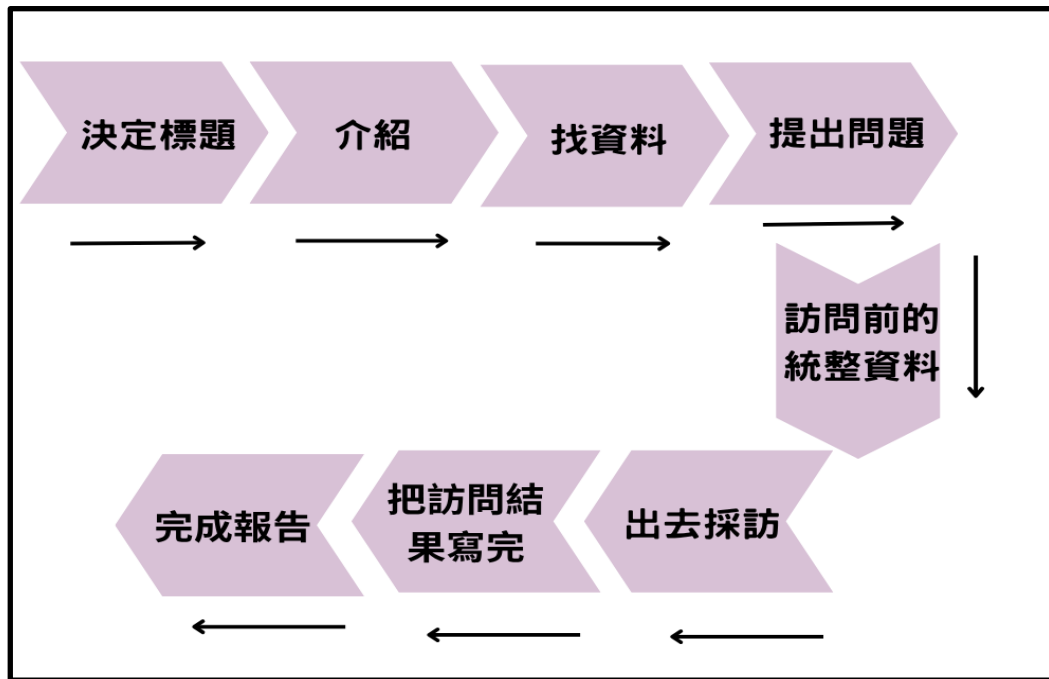 決定標題
介紹
找資料
提出問題
訪問前的
統整資料
出去採訪
把訪問結
果寫完
完成報告